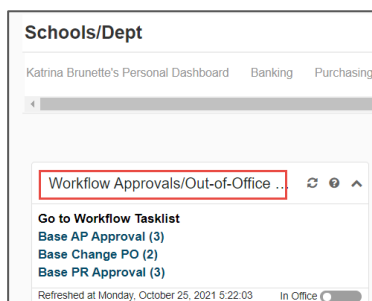 Schools/Dept
Katrina Brunette's Personal Dashboard Banking Purchasing
Workflow Approvals/Out-of-Office ...
Go to Workflow Tasklist
Base AP Approval (3)
Base Change PO (2)
Base PR Approval (3)
Refreshed at Monday, October 25, 2021 5:22:03 In Office